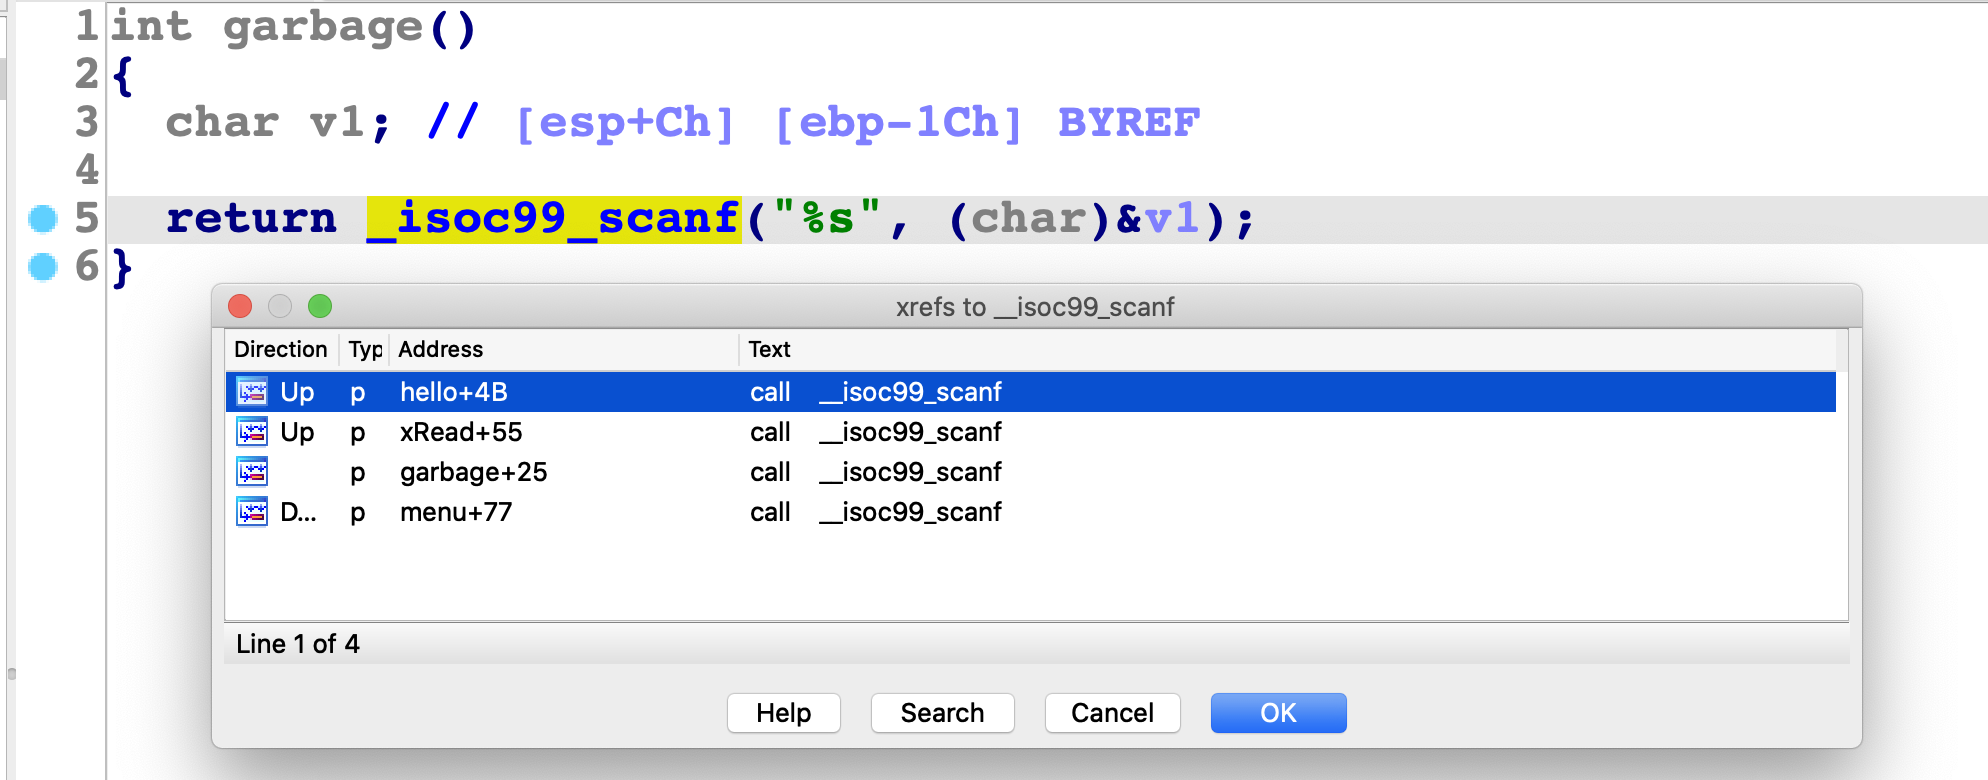 1 int garbage()
2 {
3 char v1; // [esp+Ch] [ebp-1Ch] BYREF
4
5 return _isoc99_scanf("%s", (char)&v1);
6 }
xrefs to __isoc99_scanf
Direction Typ Address Text
Up p hello+4B call __isoc99_scanf
Up p xRead+55 call __isoc99_scanf
p garbage+25 call __isoc99_scanf
D... p menu+77 call __isoc99_scanf
Line 1 of 4
Help Search Cancel OK